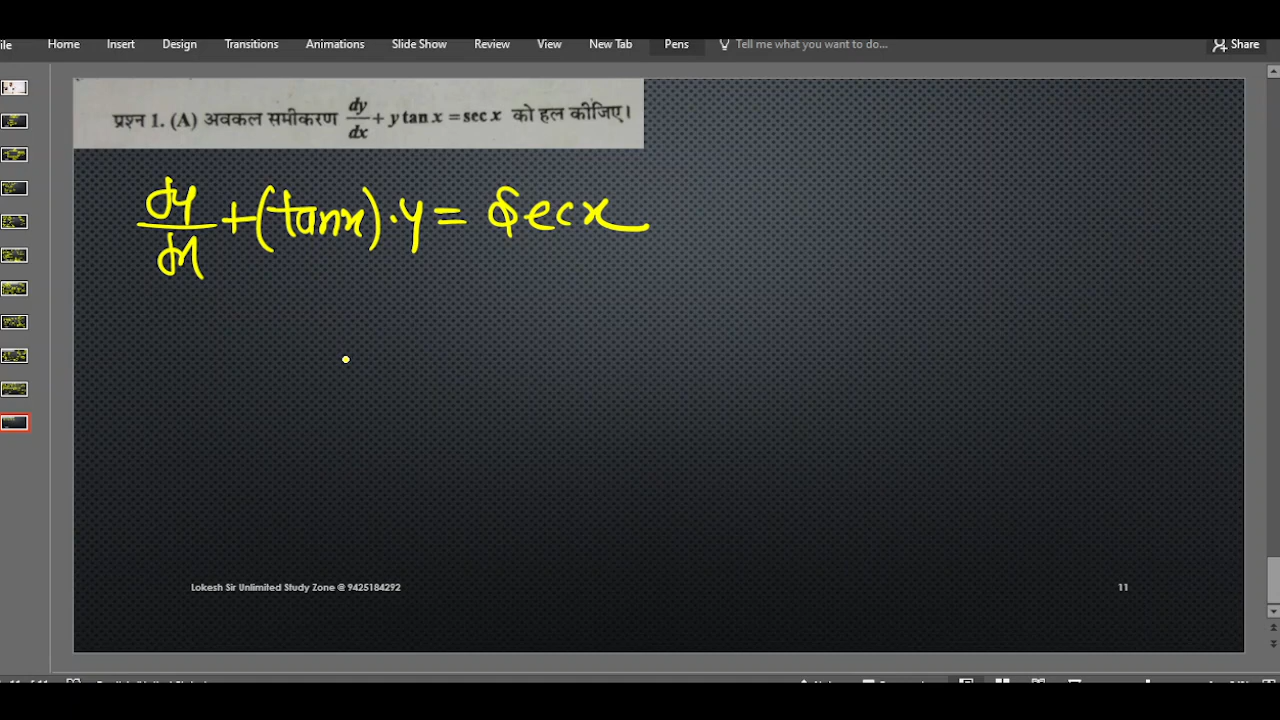 File Home Insert Design Transitions Animations Slide Show Review View New Tab Pens Tell me what you want to do... Share
प्रश्न 1. (A) अवकल समीकरण dy/dx + y tan x = sec x को हल कीजिए।
dy/dx + (tanx) · y = Secx
Lokesh Sir Unlimited Study Zone @ 9425184292 11